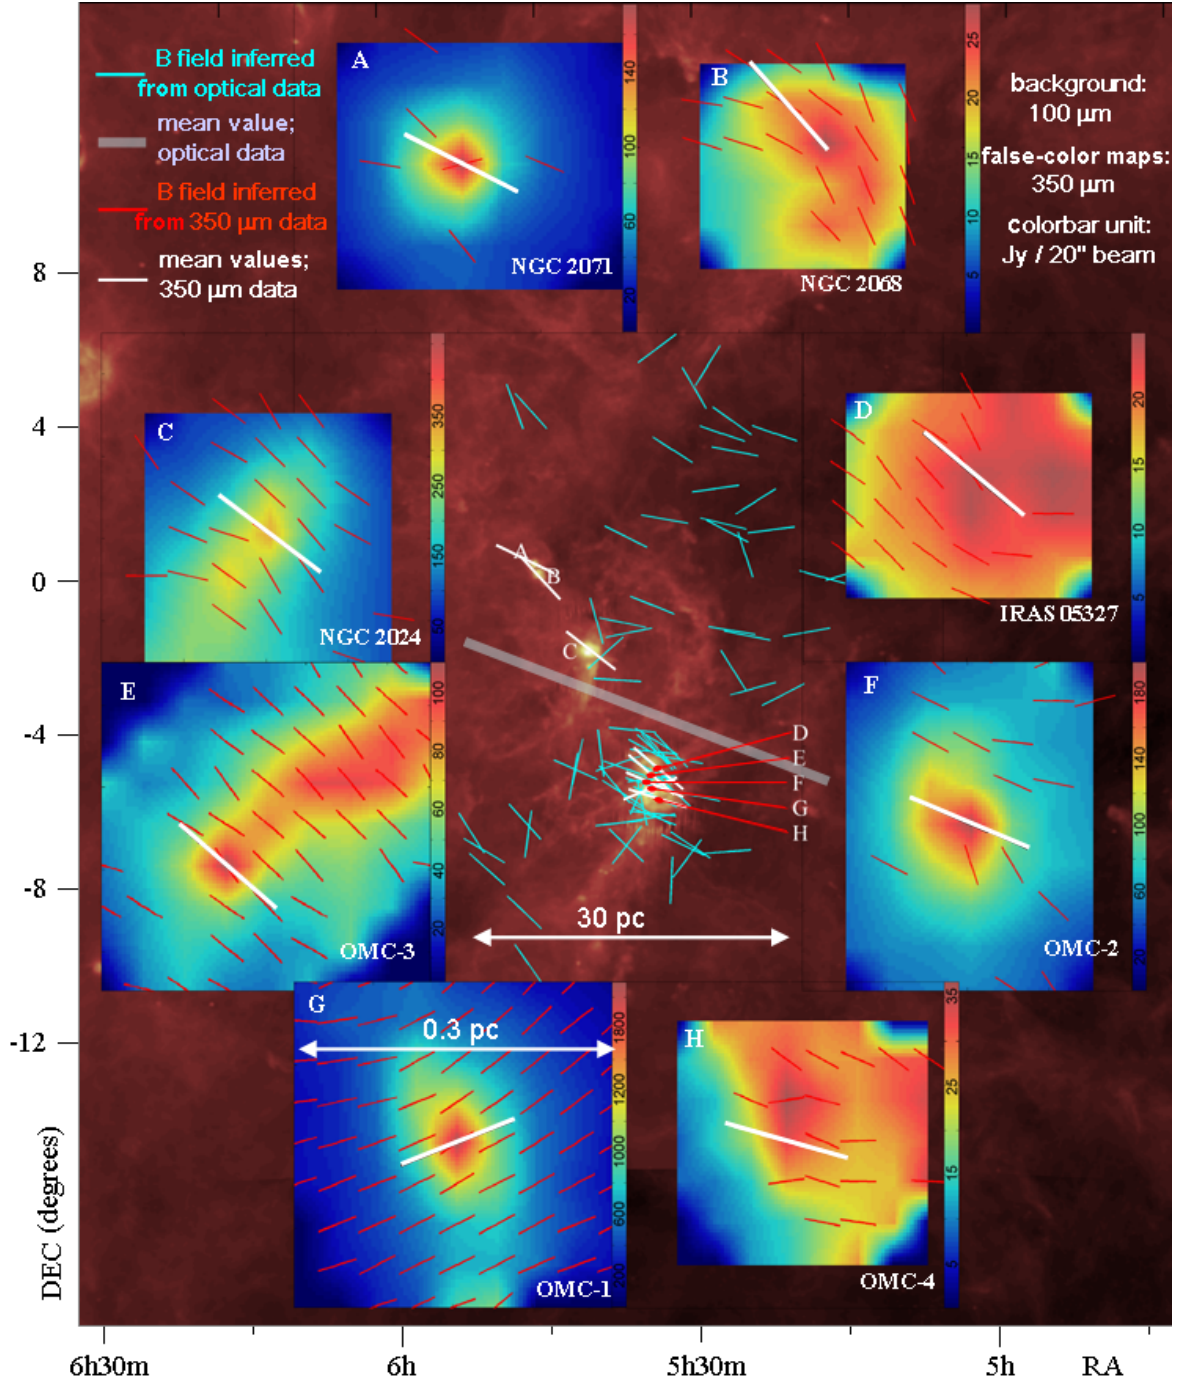 B field inferred
from optical data
mean value;
optical data
B field inferred
from 350 µm data
mean values;
350 µm data
A
NGC 2071
140
100
60
20
B
NGC 2068
25
20
15
10
5
background:
100 µm
false-color maps:
350 µm
colorbar unit:
Jy / 20" beam
8
4
0
-4
-8
-12
DEC (degrees)
C
NGC 2024
350
250
150
50
A
B
C
D
E
F
G
H
30 pc
D
IRAS 05327
20
15
10
5
E
OMC-3
100
80
60
40
20
F
OMC-2
180
140
100
60
20
G
0.3 pc
OMC-1
1800
1200
1000
600
200
H
OMC-4
35
25
15
5
6h30m
6h
5h30m
5h
RA